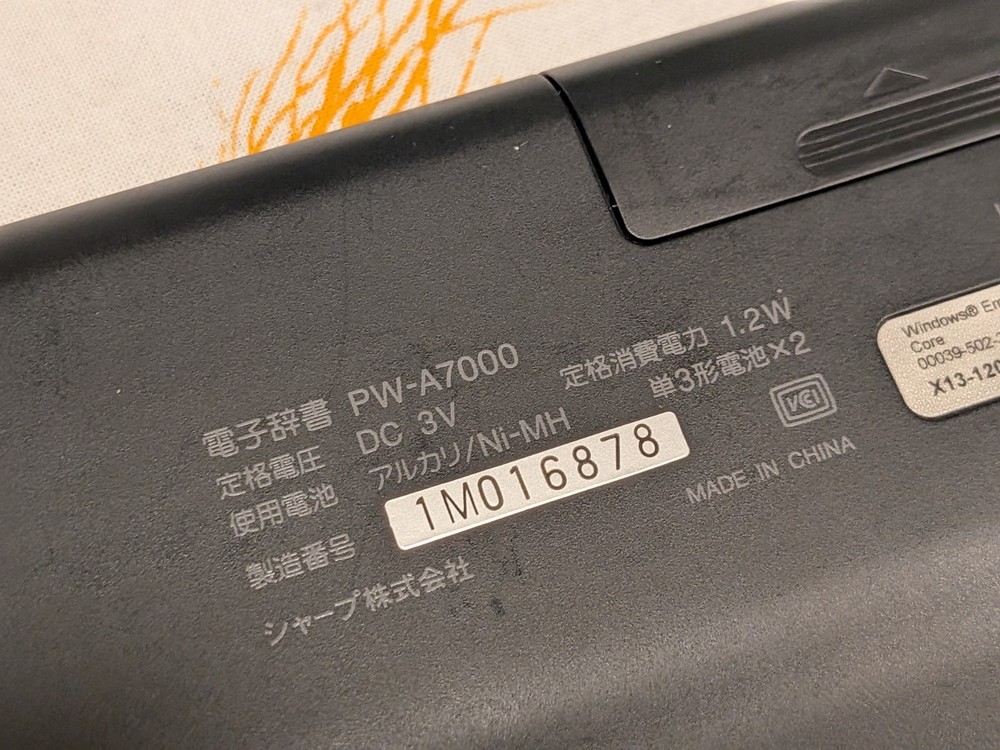 電子辞書 PW-A7000
定格電圧 DC 3V 定格消費電力 1.2W
使用電池 アルカリ/Ni-MH 単3形電池×2
製造番号 1M016878
シャープ株式会社
VCI
MADE IN CHINA
Windows®
Core
00039-502-
X13-120